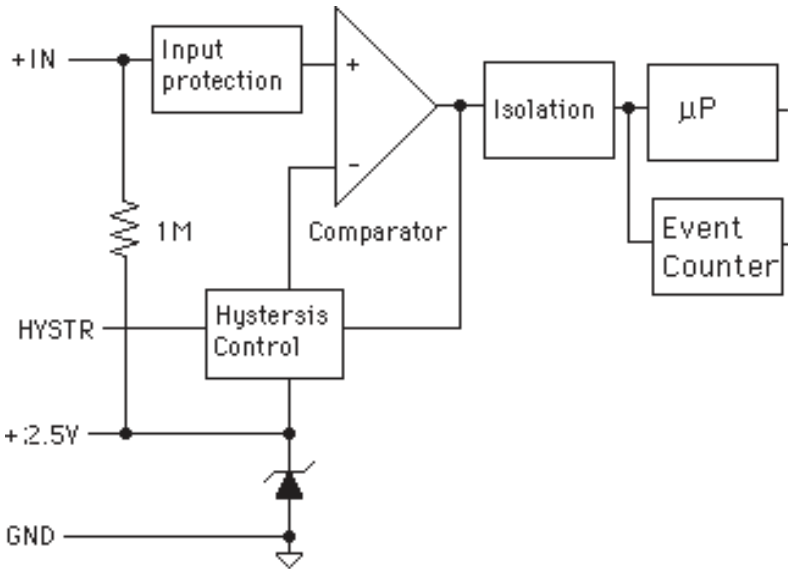 +IN
Input
protection
+
-
Isolation
µP
1M
Comparator
Event
Counter
HYSTR
Hystersis
Control
+:2.5V
GND